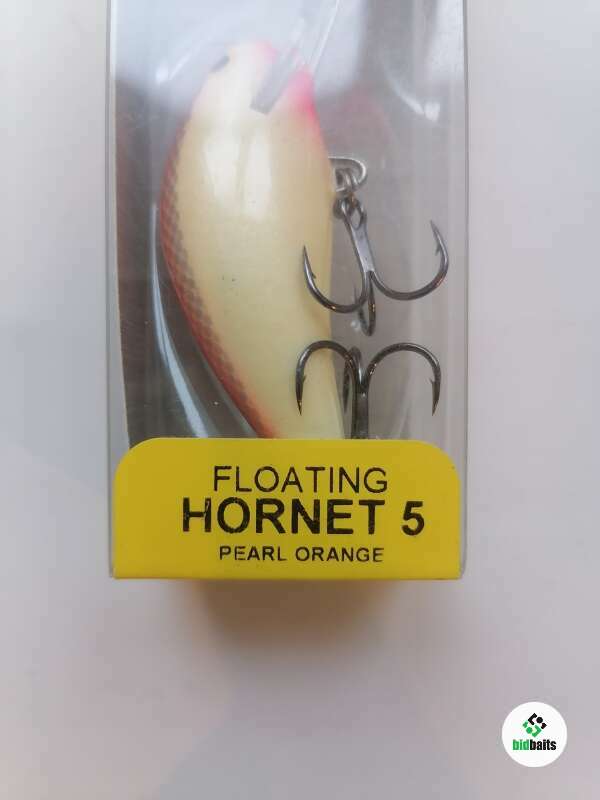 FLOATING
HORNET 5
PEARL ORANGE
bidbaits